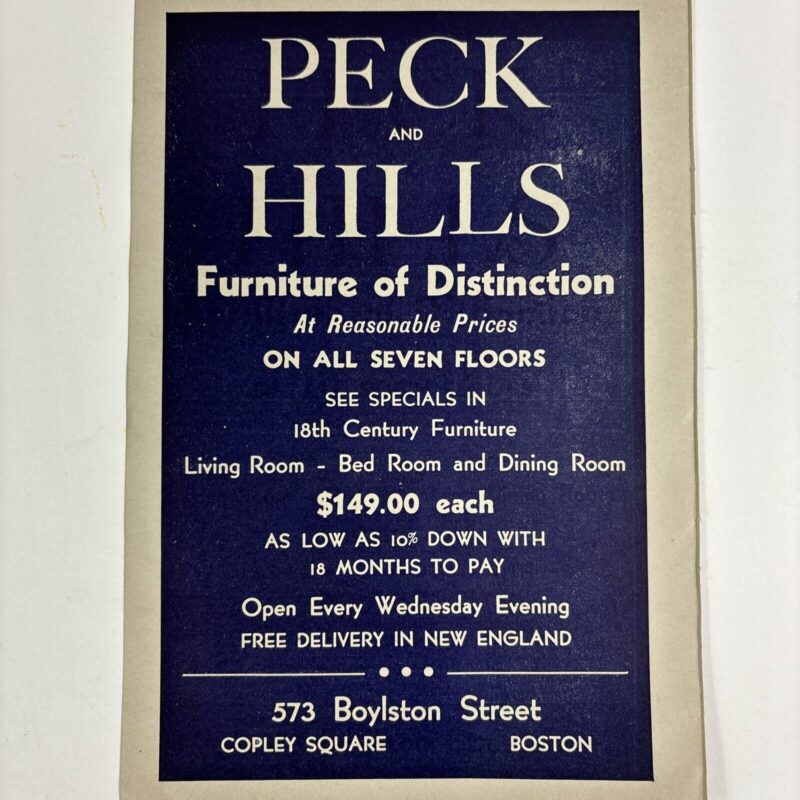 PECK
AND
HILLS
Furniture of Distinction
At Reasonable Prices
ON ALL SEVEN FLOORS
SEE SPECIALS IN
18th Century Furniture
Living Room - Bed Room and Dining Room
$149.00 each
AS LOW AS 10% DOWN WITH
18 MONTHS TO PAY
Open Every Wednesday Evening
FREE DELIVERY IN NEW ENGLAND
573 Boylston Street
COPLEY SQUARE BOSTON